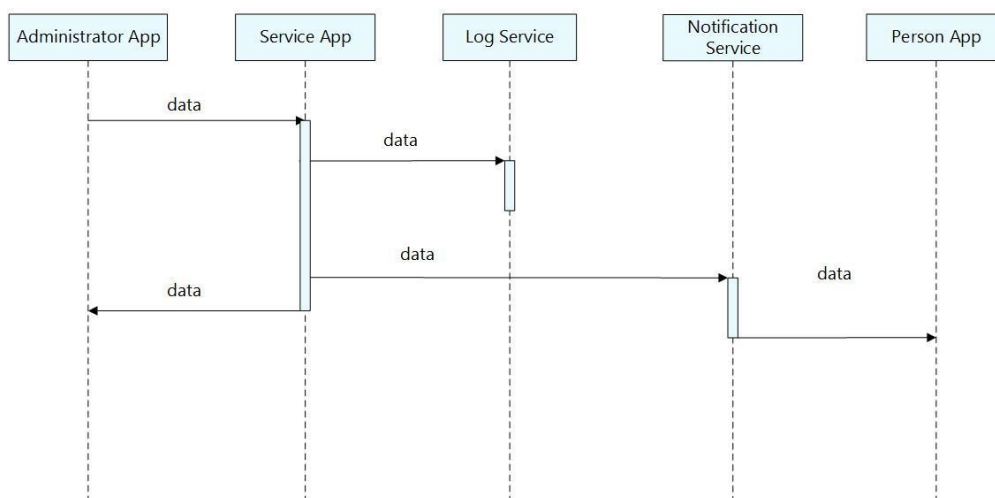 Administrator App
Service App
Log Service
Notification
Service
Person App
data
data
data
data
data